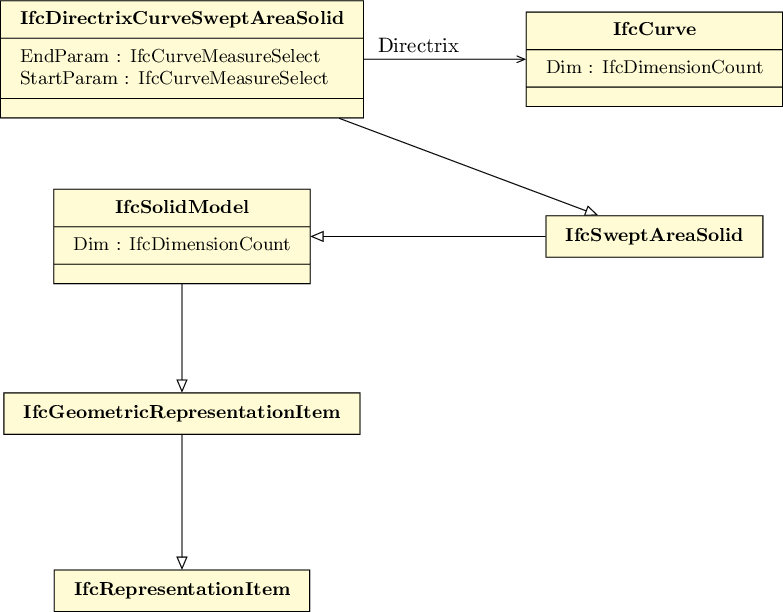 IfcDirectrixCurveSweptAreaSolid
EndParam : IfcCurveMeasureSelect
StartParam : IfcCurveMeasureSelect
Directrix
IfcCurve
Dim : IfcDimensionCount
IfcSolidModel
Dim : IfcDimensionCount
IfcSweptAreaSolid
IfcGeometricRepresentationItem
IfcRepresentationItem